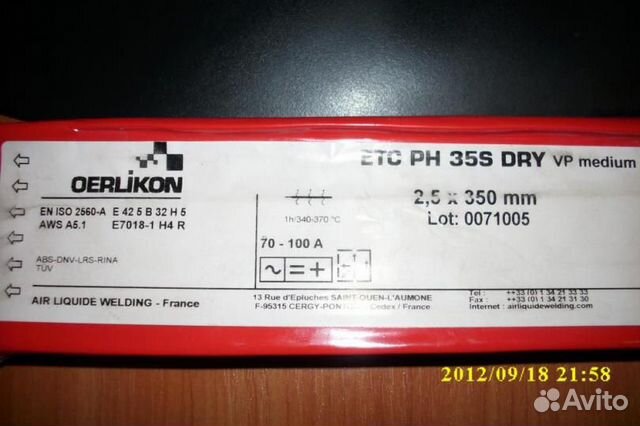 OERLIKON
ETC PH 35S DRY VP medium
EN ISO 2560-A E 42 5 B 32 H 5
AWS A5.1 E7018-1 H4 R
1h/340-370 °C
2,5 x 350 mm
Lot: 0071005
70 - 100 A
~ = +
ABS-DNV-LRS-RINA
TÜV
AIR LIQUIDE WELDING - France
13 Rue d'Epluches SAINT-OUEN-L'AUMONE
F-95315 CERGY-PONTOISE Cedex / France
Tel : ++33 (0) 1 34 21 33 33
Fax : ++33 (0) 1 34 21 31 30
Internet : airliquidewelding.com
2012/09/18 21:58
Avito